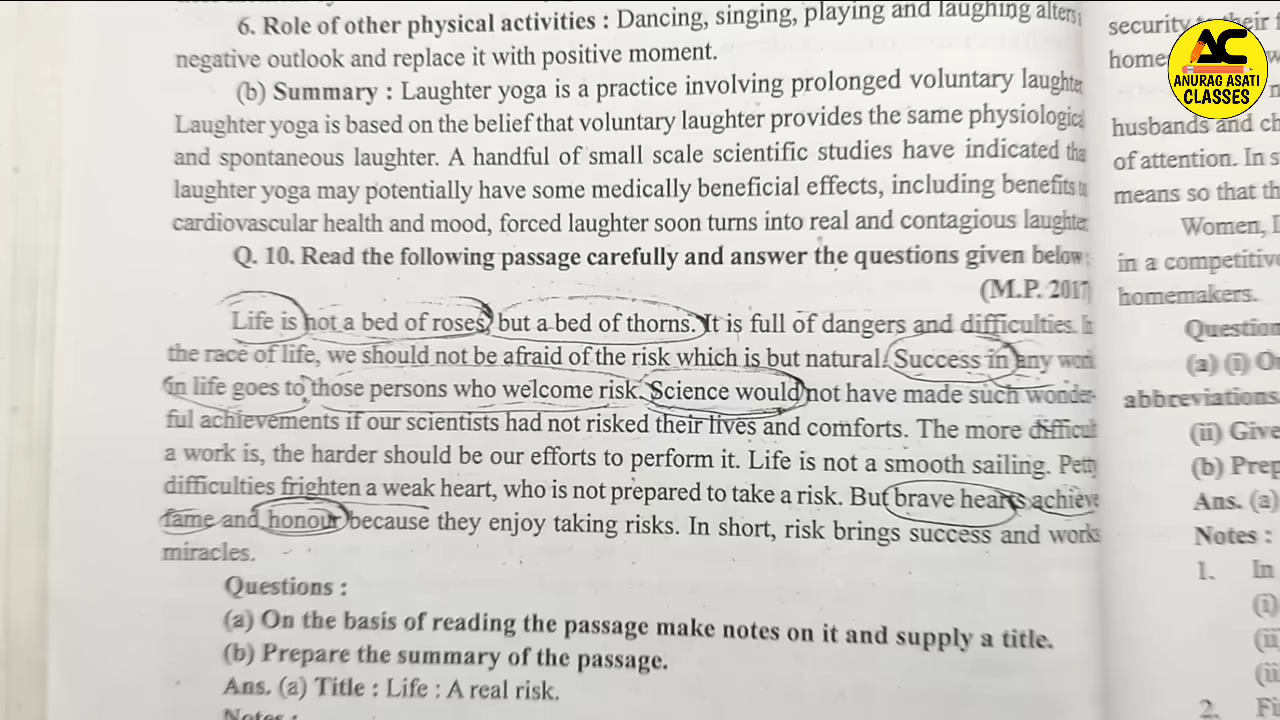 6. Role of other physical activities : Dancing, singing, playing and laughing alters
negative outlook and replace it with positive moment.
(b) Summary : Laughter yoga is a practice involving prolonged voluntary laughter
Laughter yoga is based on the belief that voluntary laughter provides the same physiological
and spontaneous laughter. A handful of small scale scientific studies have indicated tha
laughter yoga may potentially have some medically beneficial effects, including benefits to
cardiovascular health and mood, forced laughter soon turns into real and contagious laughter
Q. 10. Read the following passage carefully and answer the questions given below:
(M.P. 2017
Life is not a bed of roses, but a bed of thorns. It is full of dangers and difficulties. In
the race of life, we should not be afraid of the risk which is but natural. Success in any work
in life goes to those persons who welcome risk. Science would not have made such wonder-
ful achievements if our scientists had not risked their lives and comforts. The more difficult
a work is, the harder should be our efforts to perform it. Life is not a smooth sailing. Petty
difficulties frighten a weak heart, who is not prepared to take a risk. But brave hearts achieve
fame and honour because they enjoy taking risks. In short, risk brings success and works
miracles.
Questions :
(a) On the basis of reading the passage make notes on it and supply a title.
(b) Prepare the summary of the passage.
Ans. (a) Title : Life : A real risk.
Notes :
security their
home
husbands and ch
of attention. In s
means so that th
Women,
in a competitive
homemakers.
Question
(a) (i) O
abbreviations
(ii) Give
(b) Prep
Ans. (a)
Notes :
1. In
(i)
(ii
(ii
2. Fi
AC
ANURAG ASATI
CLASSES